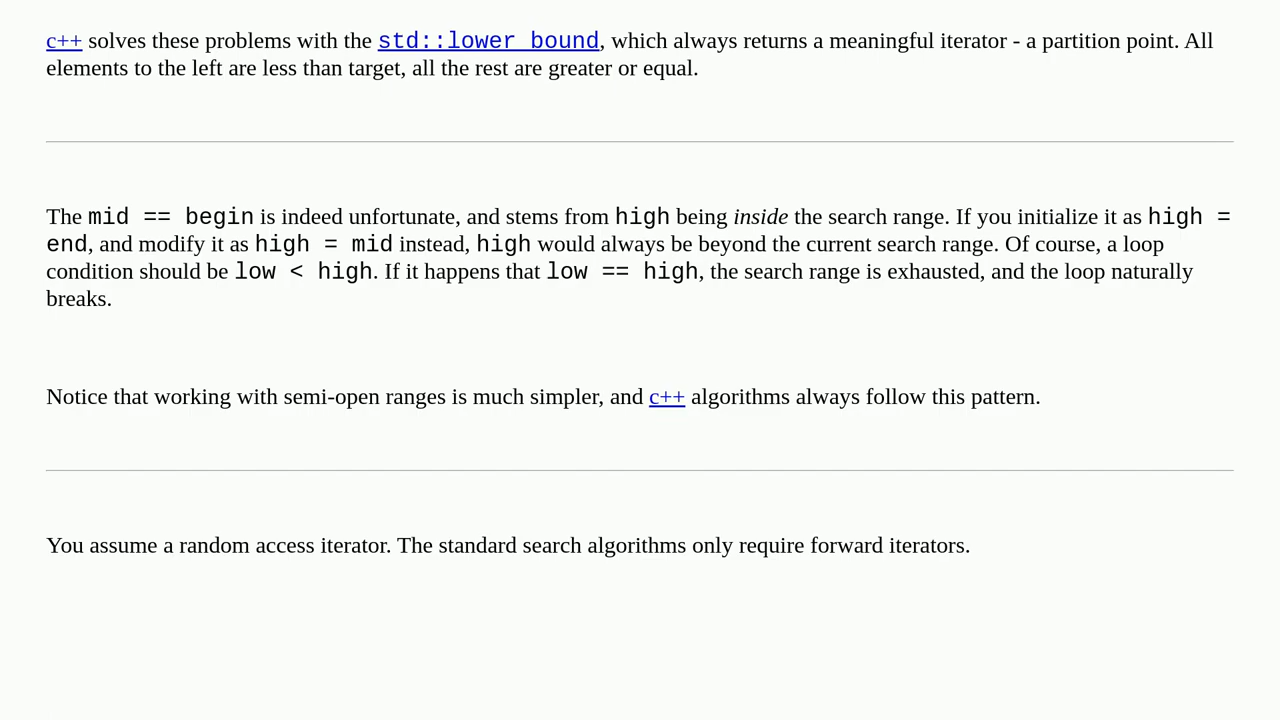 c++ solves these problems with the std::lower_bound, which always returns a meaningful iterator - a partition point. All
elements to the left are less than target, all the rest are greater or equal.
The mid == begin is indeed unfortunate, and stems from high being inside the search range. If you initialize it as high =
end, and modify it as high = mid instead, high would always be beyond the current search range. Of course, a loop
condition should be low < high. If it happens that low == high, the search range is exhausted, and the loop naturally
breaks.
Notice that working with semi-open ranges is much simpler, and c++ algorithms always follow this pattern.
You assume a random access iterator. The standard search algorithms only require forward iterators.